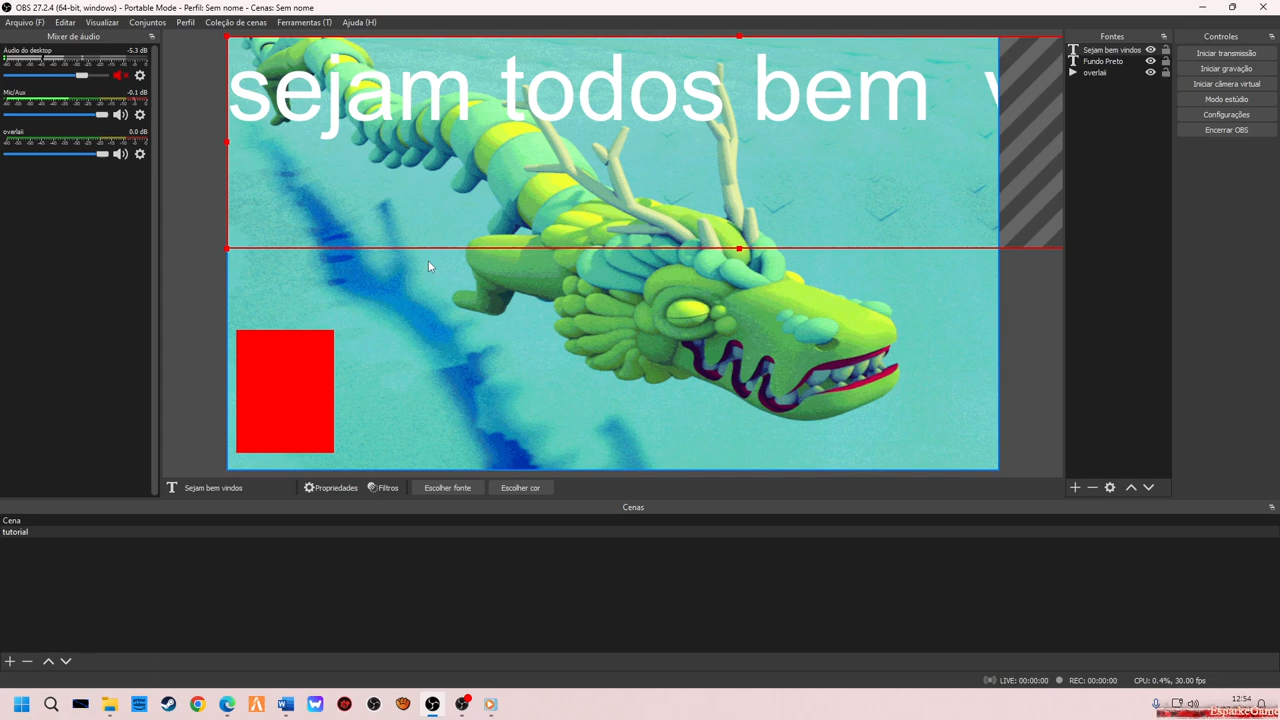 OBS 27.2.4 (64-bit, windows) - Portable Mode - Perfil: Sem nome - Cenas: Sem nome
Arquivo (F) Editar Visualizar Conjuntos Perfil Coleção de cenas Ferramentas (T) Ajuda (H)
Mixer de áudio
Áudio do desktop -5.3 dB
Mic/Aux -0.1 dB
overlaii 0.0 dB
sejam todos bem v
Fontes
Sejam bem vindos
Fundo Preto
overlaii
Controles
Iniciar transmissão
Iniciar gravação
Iniciar câmera virtual
Modo estúdio
Configurações
Encerrar OBS
Sejam bem vindos Propriedades Filtros Escolher fonte Escolher cor
Cenas
Cena
tutorial
LIVE: 00:00:00 REC: 00:00:00 CPU: 0.4%, 30.00 fps
12:54